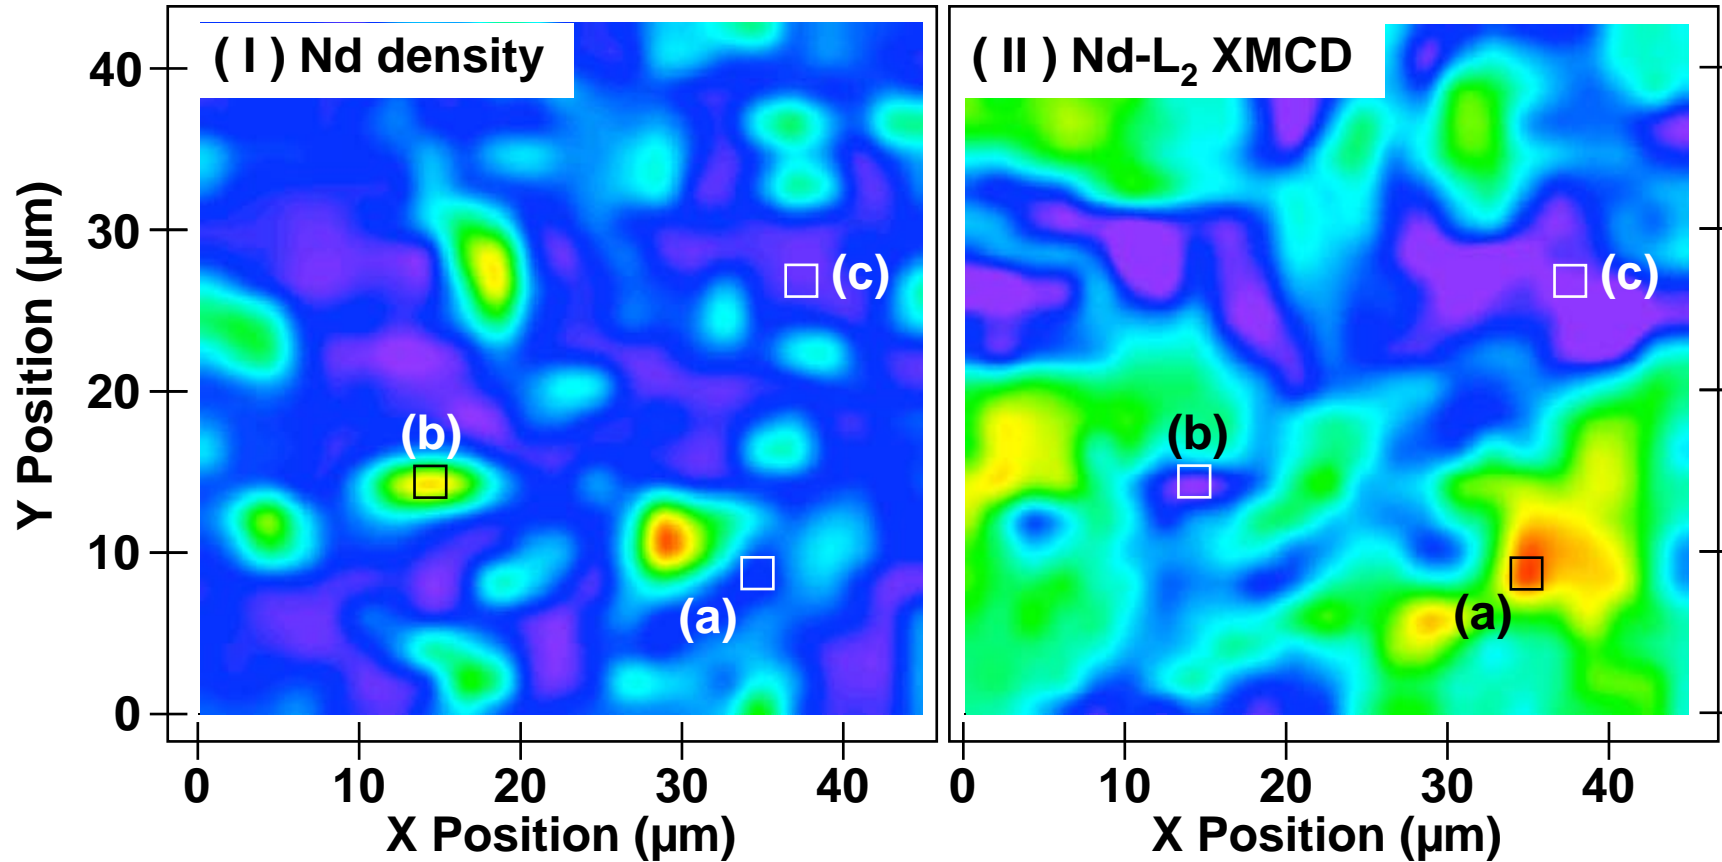 ( I ) Nd density
( II ) Nd-L₂ XMCD
40
30
20
10
0
Y Position (µm)
(c)
(b)
(a)
(c)
(b)
(a)
0 10 20 30 40
0 10 20 30 40
X Position (µm)
X Position (µm)